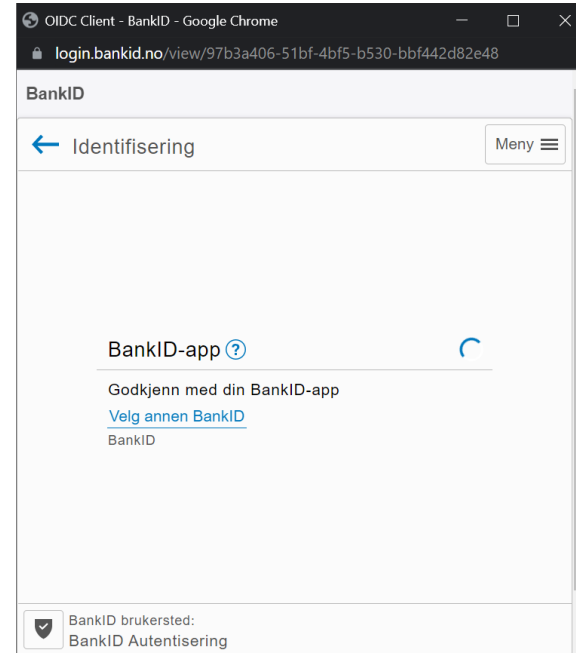 OIDC Client - BankID - Google Chrome
login.bankid.no/view/97b3a406-51bf-4bf5-b530-bbf442d82e48
BankID
Identifisering
Meny
BankID-app ?
Godkjenn med din BankID-app
Velg annen BankID
BankID
BankID brukersted:
BankID Autentisering